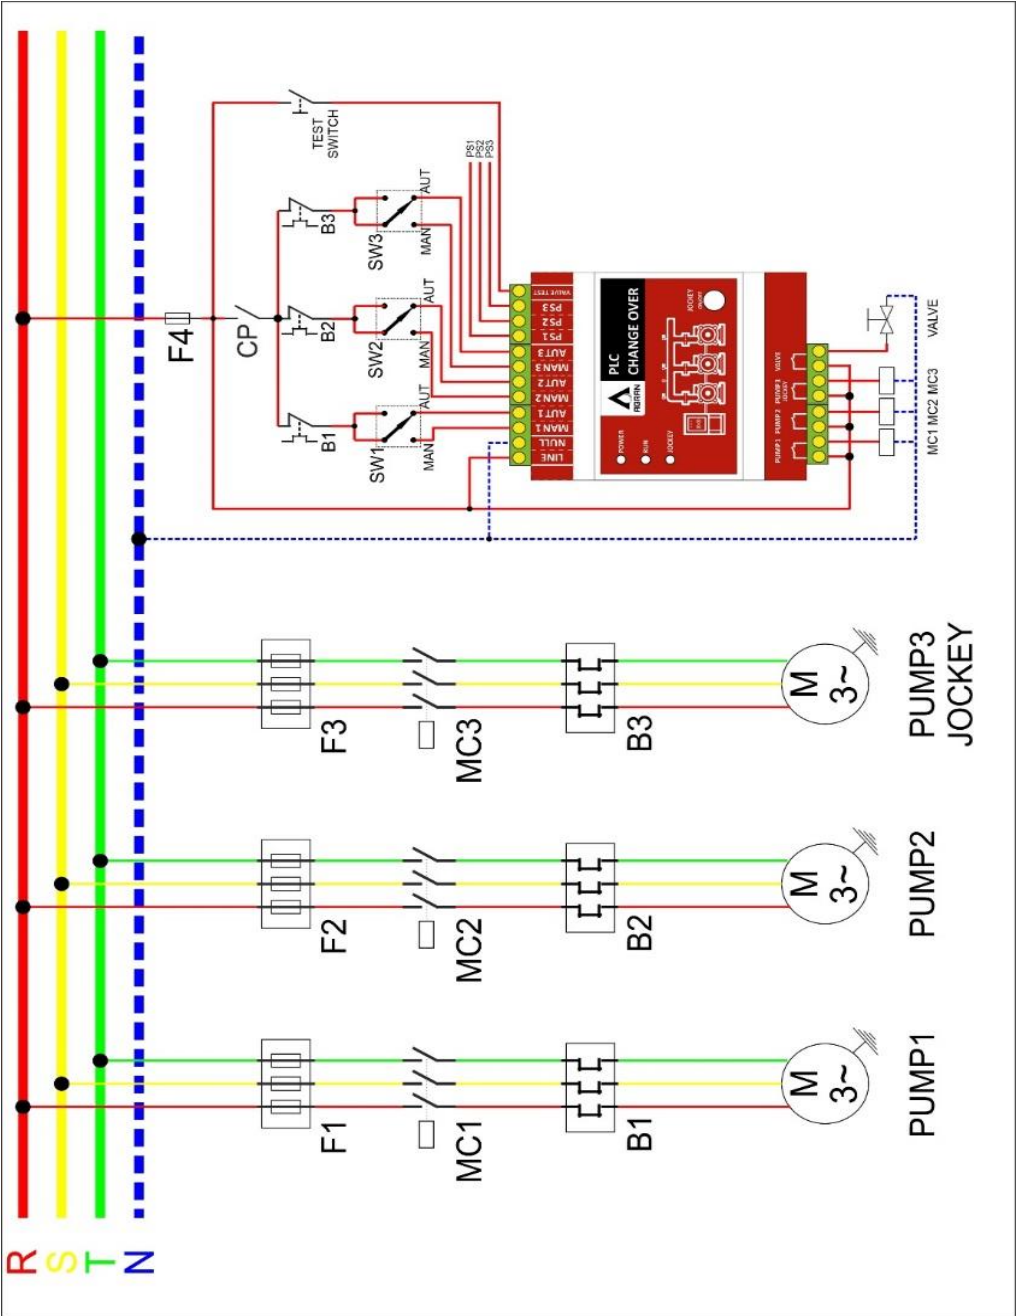 R
S
T
N
F4
CP
TEST
SWITCH
B1
B2
B3
SW1
SW2
SW3
MAN
AUT
MAN
AUT
MAN
AUT
PS1
PS2
PS3
LINE
NULL
MAN 1
AUT 1
MAN 2
AUT 2
MAN 3
AUT 3
PS1
PS2
PS3
VALVE TEST
POWER
RUN
JOCKEY
PLC
CHANGE OVER
JOCKEY
ON/OFF
PUMP 1
PUMP 2
PUMP3
JOCKEY
VALVE
MC1
MC2
MC3
VALVE
F1
F2
F3
MC1
MC2
MC3
B1
B2
B3
M
3~
M
3~
M
3~
PUMP1
PUMP2
PUMP3
JOCKEY